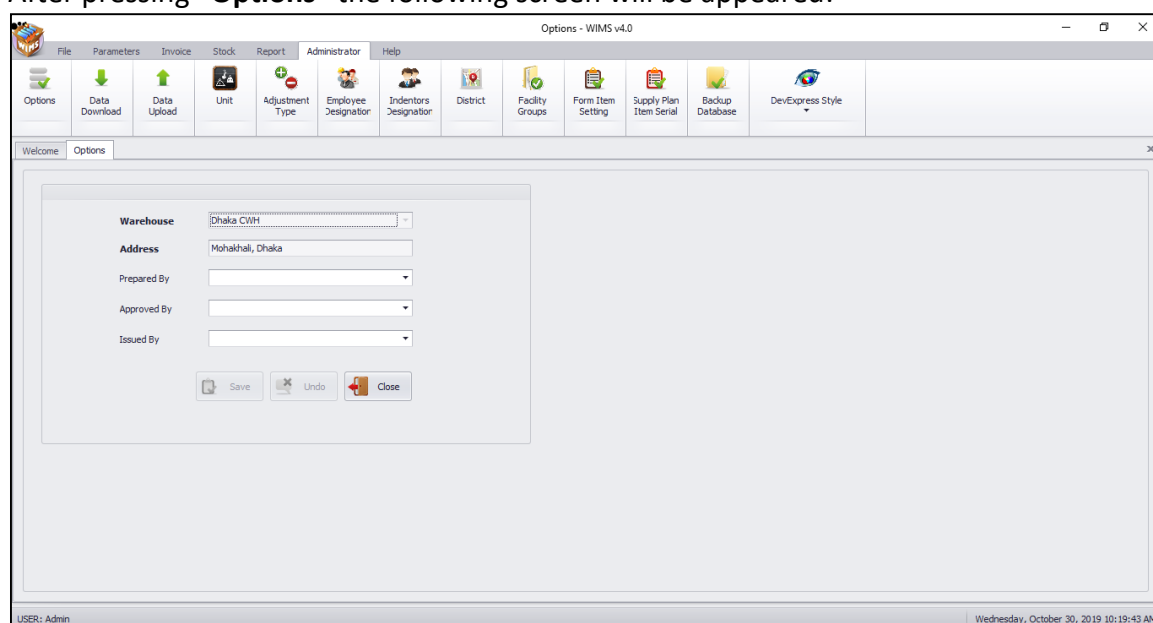 After pressing "Options" the following screen will be appeared:
Options - WIMS v4.0
WIMS File Parameters Invoice Stock Report Administrator Help
Options Data Download Data Upload Unit Adjustment Type Employee Designation Indentors Designation District Facility Groups Form Item Setting Supply Plan Item Serial Backup Database DevExpress Style
Welcome Options
Warehouse Dhaka CWH
Address Mohakhali, Dhaka
Prepared By
Approved By
Issued By
Save Undo Close
USER: Admin Wednesday, October 30, 2019 10:19:43 AM